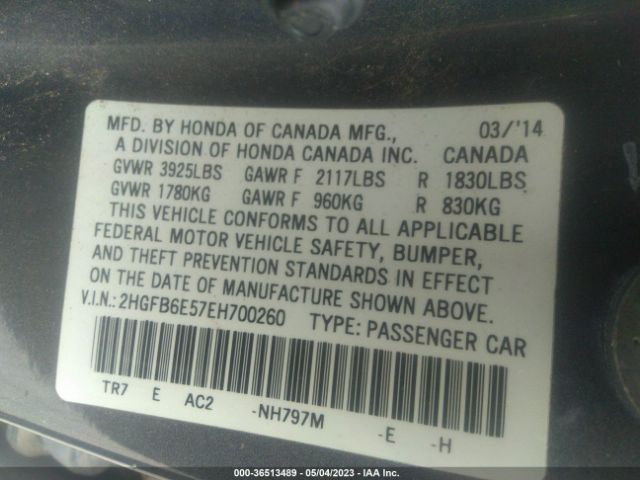 MFD. BY HONDA OF CANADA MFG., 03/'14
A DIVISION OF HONDA CANADA INC. CANADA
GVWR 3925LBS GAWR F 2117LBS R 1830LBS
GVWR 1780KG GAWR F 960KG R 830KG
THIS VEHICLE CONFORMS TO ALL APPLICABLE
FEDERAL MOTOR VEHICLE SAFETY, BUMPER,
AND THEFT PREVENTION STANDARDS IN EFFECT
ON THE DATE OF MANUFACTURE SHOWN ABOVE.
V.I.N.: 2HGFB6E57EH700260 TYPE: PASSENGER CAR
TR7 E AC2 -NH797M -E -H
000-36513489 - 05/04/2023 - IAA Inc.